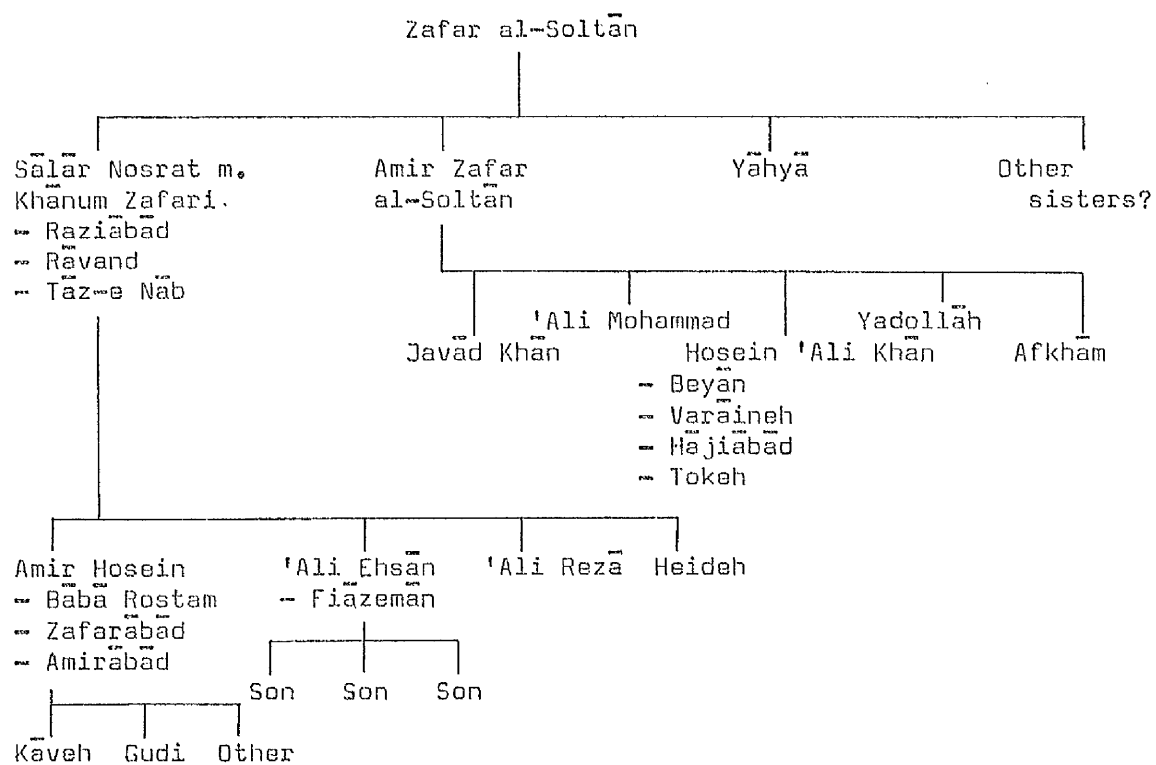 Zafar al-Soltān
Sālār Nosrat m. Amir Zafar Yāhyā Other
Khānum Zafari. al-Soltān sisters?
- Raziābād
- Rāvand
- Tāz-e Nāb
'Ali Mohammad Yadollāh
Javād Khān Hosein 'Ali Khān Afkhām
- Beyān
- Varāineh
- Hājiābād
- Tokeh
Amir Hosein 'Ali Ehsān 'Ali Rezā Heideh
- Bābā Rostam - Fiāzemān
- Zafarābād
- Amirābād
Son Son Son
Kāveh Gudi Other